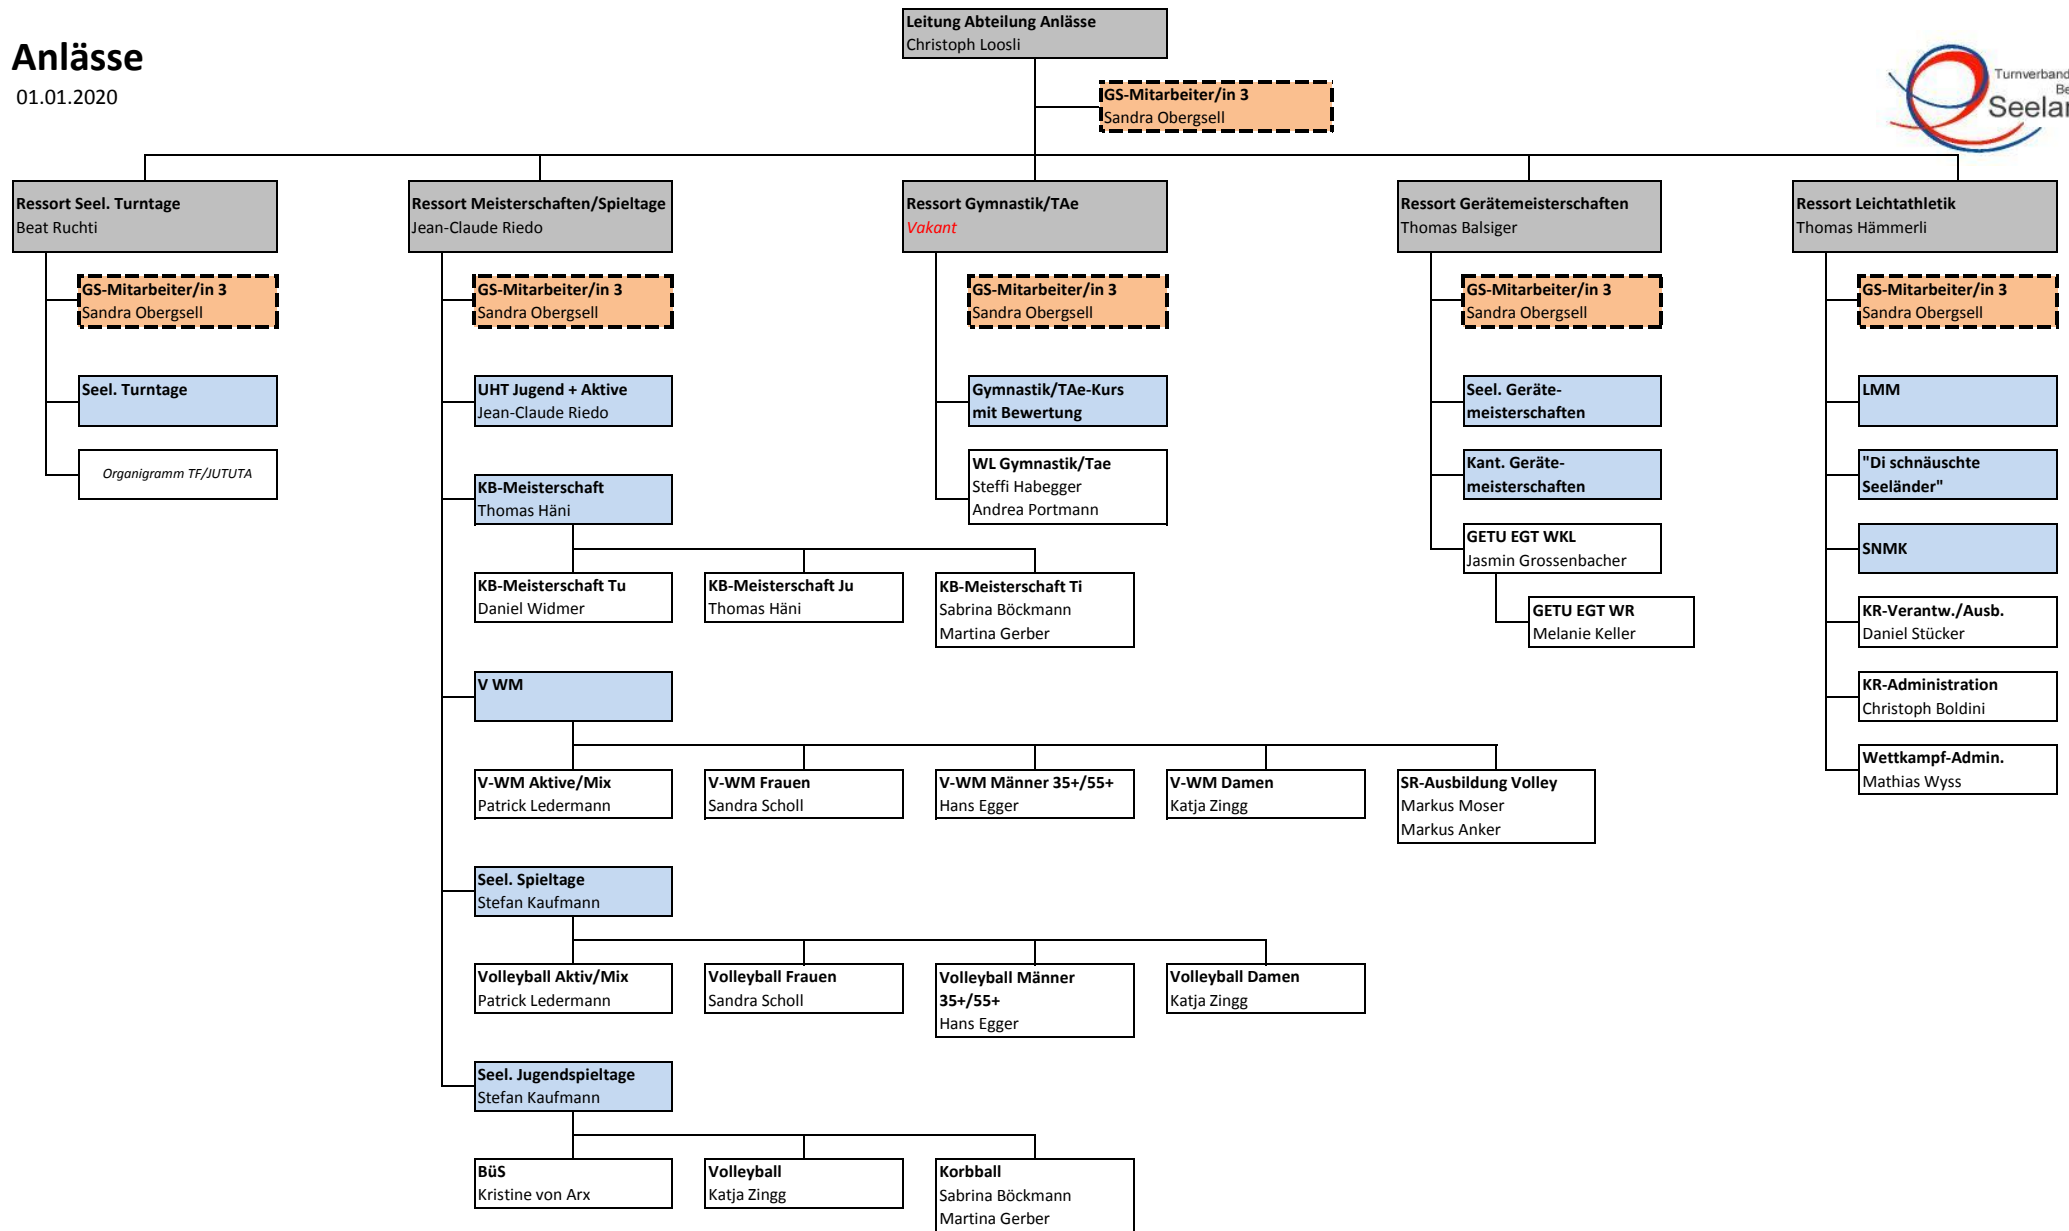 Anlässe
01.01.2020
Leitung Abteilung Anlässe
Christoph Loosli
GS-Mitarbeiter/in 3
Sandra Obergsell
Turnverband
Be
Seelan
Ressort Seel. Turntage
Beat Ruchti
GS-Mitarbeiter/in 3
Sandra Obergsell
Seel. Turntage
Organigramm TF/JUTUTA
Ressort Meisterschaften/Spieltage
Jean-Claude Riedo
GS-Mitarbeiter/in 3
Sandra Obergsell
UHT Jugend + Aktive
Jean-Claude Riedo
KB-Meisterschaft
Thomas Häni
KB-Meisterschaft Tu
Daniel Widmer
KB-Meisterschaft Ju
Thomas Häni
KB-Meisterschaft Ti
Sabrina Böckmann
Martina Gerber
V WM
V-WM Aktive/Mix
Patrick Ledermann
V-WM Frauen
Sandra Scholl
V-WM Männer 35+/55+
Hans Egger
V-WM Damen
Katja Zingg
SR-Ausbildung Volley
Markus Moser
Markus Anker
Seel. Spieltage
Stefan Kaufmann
Volleyball Aktiv/Mix
Patrick Ledermann
Volleyball Frauen
Sandra Scholl
Volleyball Männer
35+/55+
Hans Egger
Volleyball Damen
Katja Zingg
Seel. Jugendspieltage
Stefan Kaufmann
BüS
Kristine von Arx
Volleyball
Katja Zingg
Korbball
Sabrina Böckmann
Martina Gerber
Ressort Gymnastik/TAe
Vakant
GS-Mitarbeiter/in 3
Sandra Obergsell
Gymnastik/TAe-Kurs
mit Bewertung
WL Gymnastik/Tae
Steffi Habegger
Andrea Portmann
Ressort Gerätemeisterschaften
Thomas Balsiger
GS-Mitarbeiter/in 3
Sandra Obergsell
Seel. Geräte-
meisterschaften
Kant. Geräte-
meisterschaften
GETU EGT WKL
Jasmin Grossenbacher
GETU EGT WR
Melanie Keller
Ressort Leichtathletik
Thomas Hämmerli
GS-Mitarbeiter/in 3
Sandra Obergsell
LMM
"Di schnäuschte
Seeländer"
SNMK
KR-Verantw./Ausb.
Daniel Stücker
KR-Administration
Christoph Boldini
Wettkampf-Admin.
Mathias Wyss